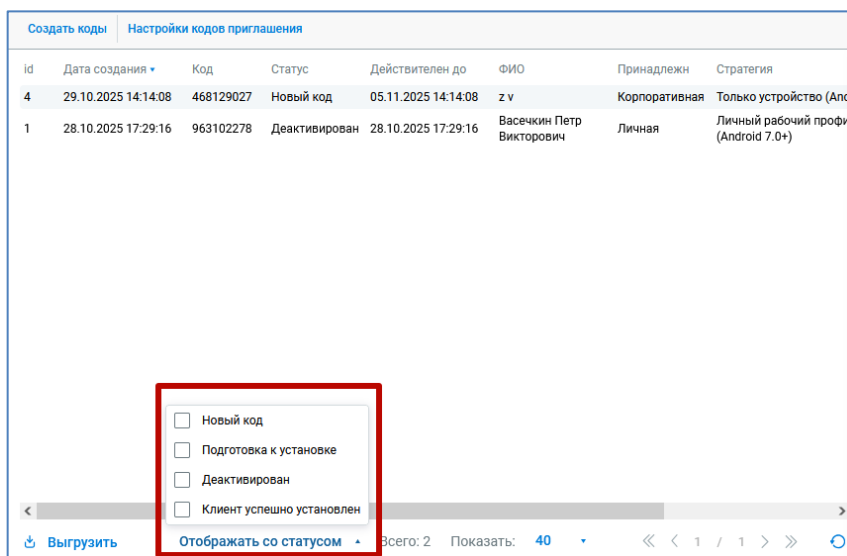 Создать коды Настройки кодов приглашения
id Дата создания Код Статус Действителен до ФИО Принадлежн Стратегия
4 29.10.2025 14:14:08 468129027 Новый код 05.11.2025 14:14:08 z v Корпоративная Только устройство (And
1 28.10.2025 17:29:16 963102278 Деактивирован 28.10.2025 17:29:16 Васечкин Петр Викторович Личная Личный рабочий профи (Android 7.0+)
Новый код
Подготовка к установке
Деактивирован
Клиент успешно установлен
Выгрузить Отображать со статусом Всего: 2 Показать: 40 1 / 1